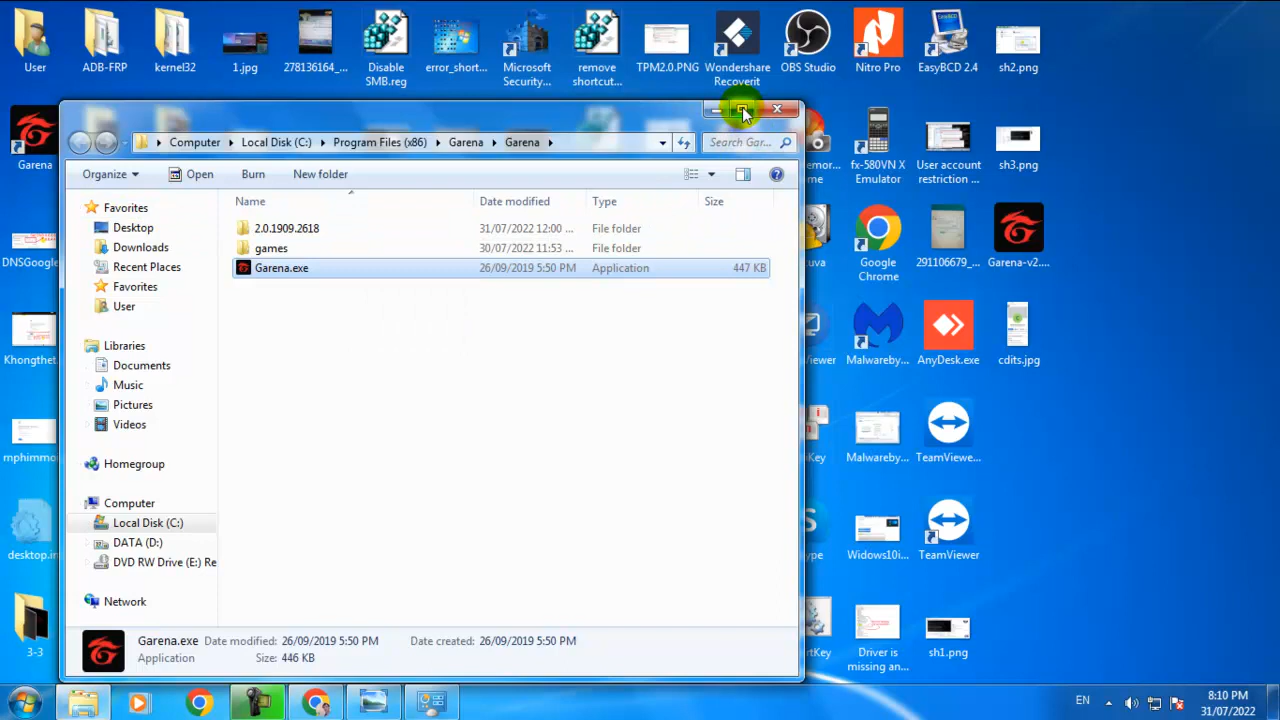 User
ADB-FRP
kernel32
1.jpg
278136164_...
Disable
SMB.reg
error_short...
Microsoft
Security...
remove
shortcut...
TPM2.0.PNG
Wondershare
Recoverit
OBS Studio
Nitro Pro
EasyBCD 2.4
sh2.png
Garena
Computer
Local Disk (C:)
Program Files (x86)
Garena
Garena
Search Gar...
emor...
me
fx-580VN X
Emulator
User account
restriction ...
sh3.png
Organize
Open
Burn
New folder
Name
Date modified
Type
Size
Favorites
Desktop
Downloads
Recent Places
Favorites
User
2.0.1909.2618
31/07/2022 12:00 ...
File folder
games
30/07/2022 11:53 ...
File folder
Garena.exe
26/09/2019 5:50 PM
Application
447 KB
DNSGoogle
uva
Google
Chrome
291106679_...
Garena-v2....
Libraries
Documents
Music
Pictures
Videos
Khongthet
Viewer
Malwareby...
AnyDesk.exe
cdits.jpg
Homegroup
mphimmo
Key
Malwareby...
TeamViewe...
Computer
Local Disk (C:)
DATA (D:)
DVD RW Drive (E:) Re
desktop.in
ype
Widows10i...
TeamViewer
Network
3-3
rtKey
Driver is
missing an...
sh1.png
Garena.exe
Date modified: 26/09/2019 5:50 PM
Date created: 26/09/2019 5:50 PM
Application
Size: 446 KB
EN
8:10 PM
31/07/2022